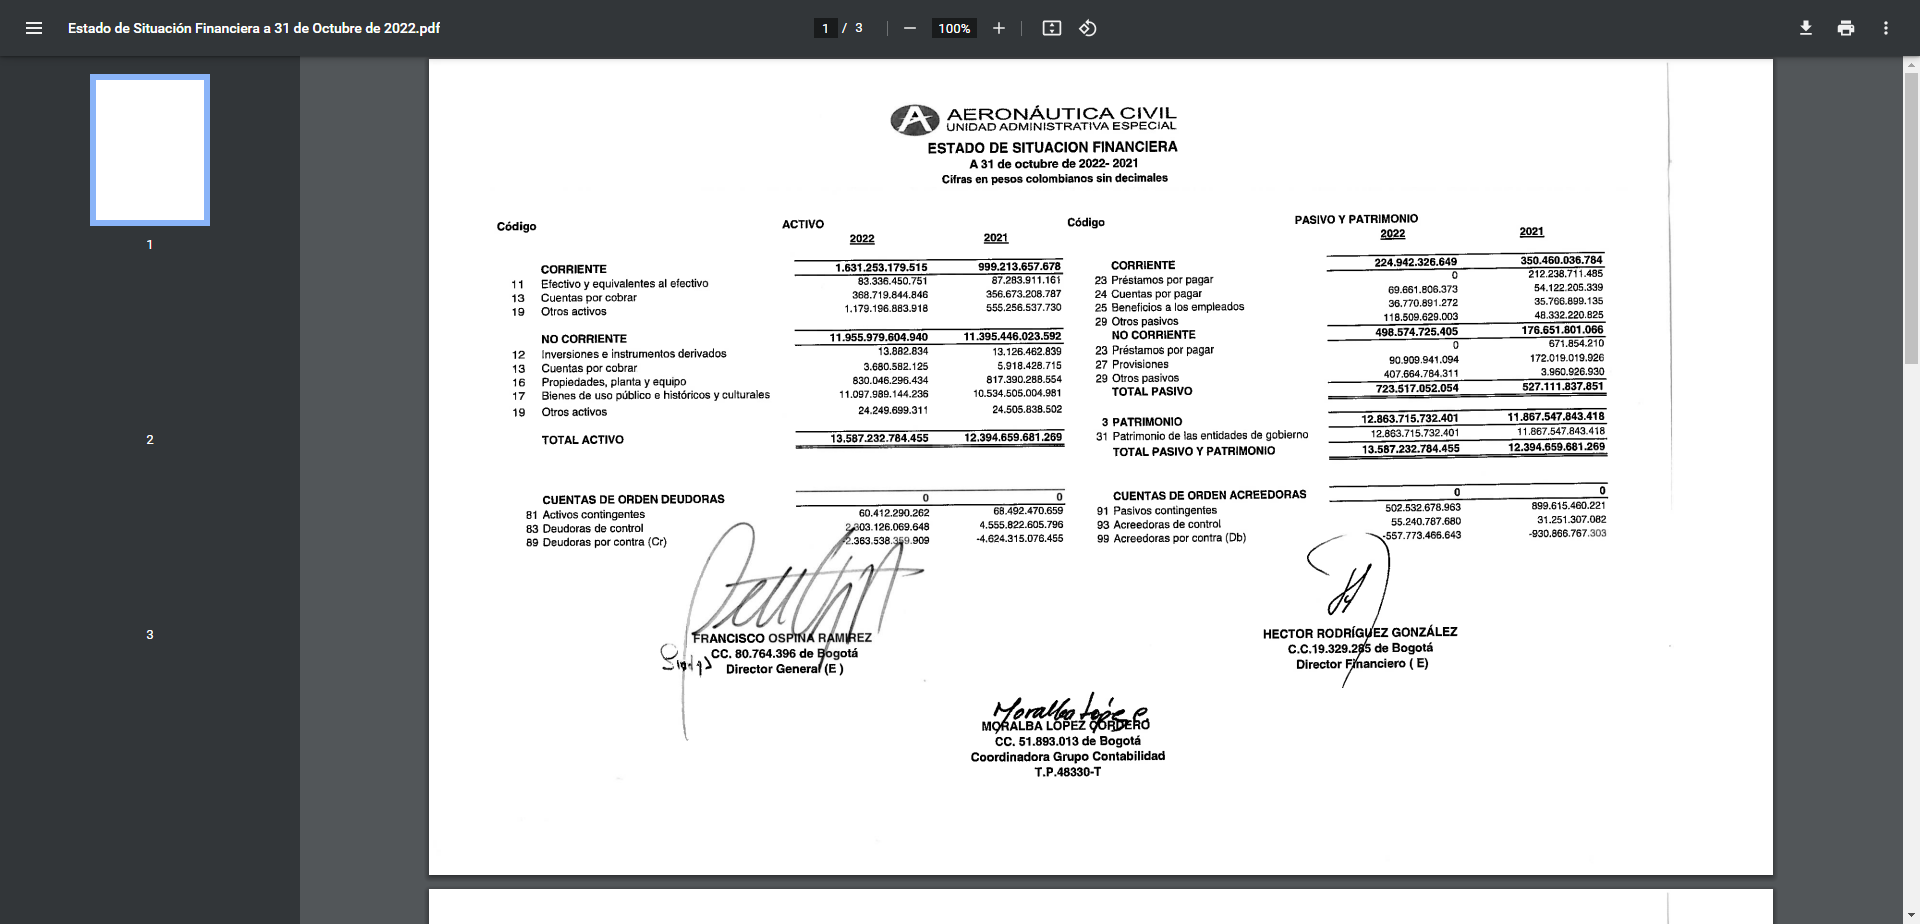 Estado de Situación Financiera a 31 de Octubre de 2022.pdf
1 / 3
100%
1
2
3
AERONÁUTICA CIVIL
UNIDAD ADMINISTRATIVA ESPECIAL
ESTADO DE SITUACION FINANCIERA
A 31 de octubre de 2022- 2021
Cifras en pesos colombianos sin decimales
Código ACTIVO
2022 2021
CORRIENTE 1.631.253.179.515 999.213.657.678
11 Efectivo y equivalentes al efectivo 83.336.450.751 87.283.911.161
13 Cuentas por cobrar 368.719.844.846 356.673.208.787
19 Otros activos 1.179.196.883.918 555.256.537.730
NO CORRIENTE 11.955.979.604.940 11.395.446.023.592
12 Inversiones e instrumentos derivados 13.882.834 13.126.462.839
13 Cuentas por cobrar 3.680.582.125 5.918.428.715
16 Propiedades, planta y equipo 830.046.296.434 817.390.288.554
17 Bienes de uso público e históricos y culturales 11.097.989.144.236 10.534.505.004.981
19 Otros activos 24.249.699.311 24.505.838.502
TOTAL ACTIVO 13.587.232.784.455 12.394.659.681.269
CUENTAS DE ORDEN DEUDORAS 0 0
81 Activos contingentes 60.412.290.262 68.492.470.659
83 Deudoras de control 2.303.126.069.648 4.555.822.605.796
89 Deudoras por contra (Cr) -2.363.538.359.909 -4.624.315.076.455
Código PASIVO Y PATRIMONIO
2022 2021
CORRIENTE 224.942.326.649 350.460.036.784
23 Préstamos por pagar 0 212.238.711.485
24 Cuentas por pagar 69.661.806.373 54.122.205.339
25 Beneficios a los empleados 36.770.891.272 35.766.899.135
29 Otros pasivos 118.509.629.003 48.332.220.825
NO CORRIENTE 498.574.725.405 176.651.801.066
23 Préstamos por pagar 0 671.854.210
27 Provisiones 90.909.941.094 172.019.019.926
29 Otros pasivos 407.664.784.311 3.960.926.930
TOTAL PASIVO 723.517.052.054 527.111.837.851
3 PATRIMONIO 12.863.715.732.401 11.867.547.843.418
31 Patrimonio de las entidades de gobierno 12.863.715.732.401 11.867.547.843.418
TOTAL PASIVO Y PATRIMONIO 13.587.232.784.455 12.394.659.681.269
CUENTAS DE ORDEN ACREEDORAS 0 0
91 Pasivos contingentes 502.532.678.963 899.615.460.221
93 Acreedoras de control 55.240.787.680 31.251.307.082
99 Acreedoras por contra (Db) -557.773.466.643 -930.866.767.303
FRANCISCO OSPINA RAMIREZ
CC. 80.764.396 de Bogotá
Director General (E )
HECTOR RODRÍGUEZ GONZÁLEZ
C.C.19.329.285 de Bogotá
Director Financiero ( E)
Moralba López C
MORALBA LÓPEZ CORDERO
CC. 51.893.013 de Bogotá
Coordinadora Grupo Contabilidad
T.P.48330-T